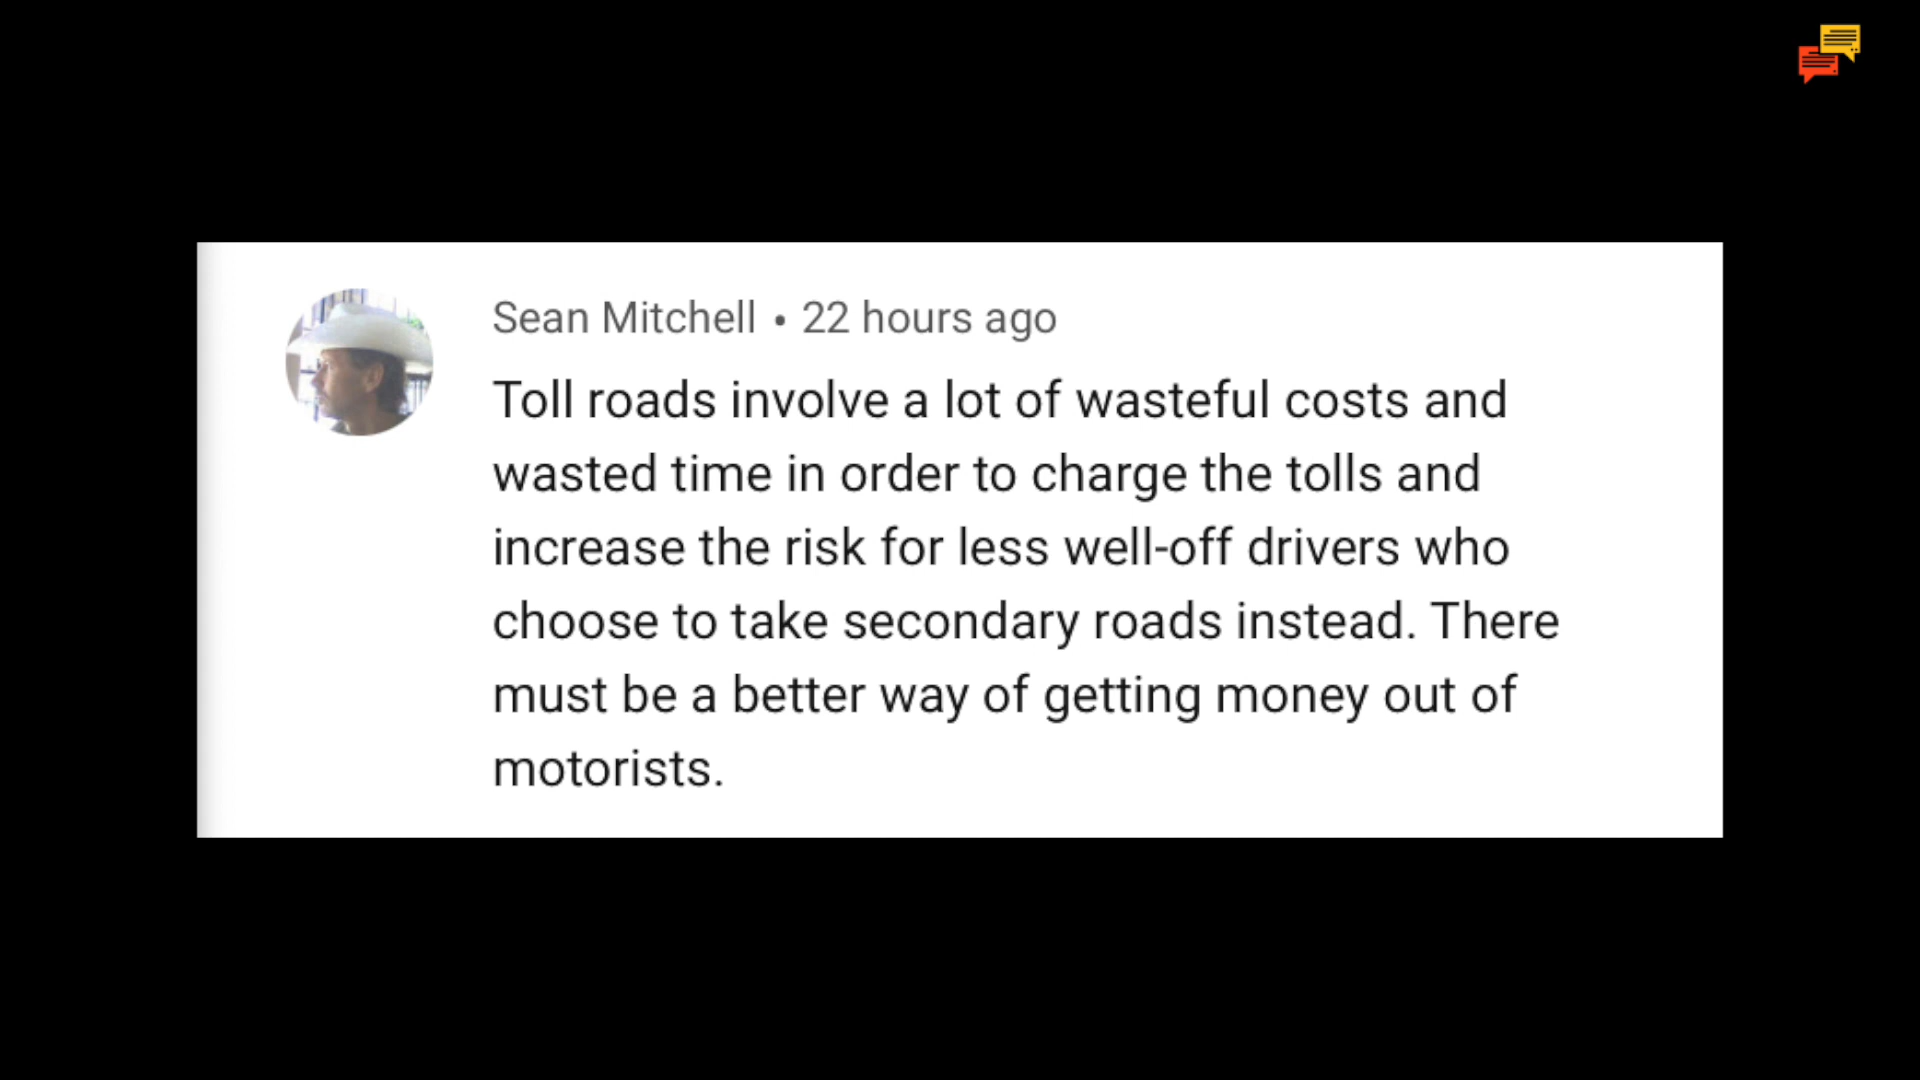 Sean Mitchell • 22 hours ago
Toll roads involve a lot of wasteful costs and
wasted time in order to charge the tolls and
increase the risk for less well-off drivers who
choose to take secondary roads instead. There
must be a better way of getting money out of
motorists.